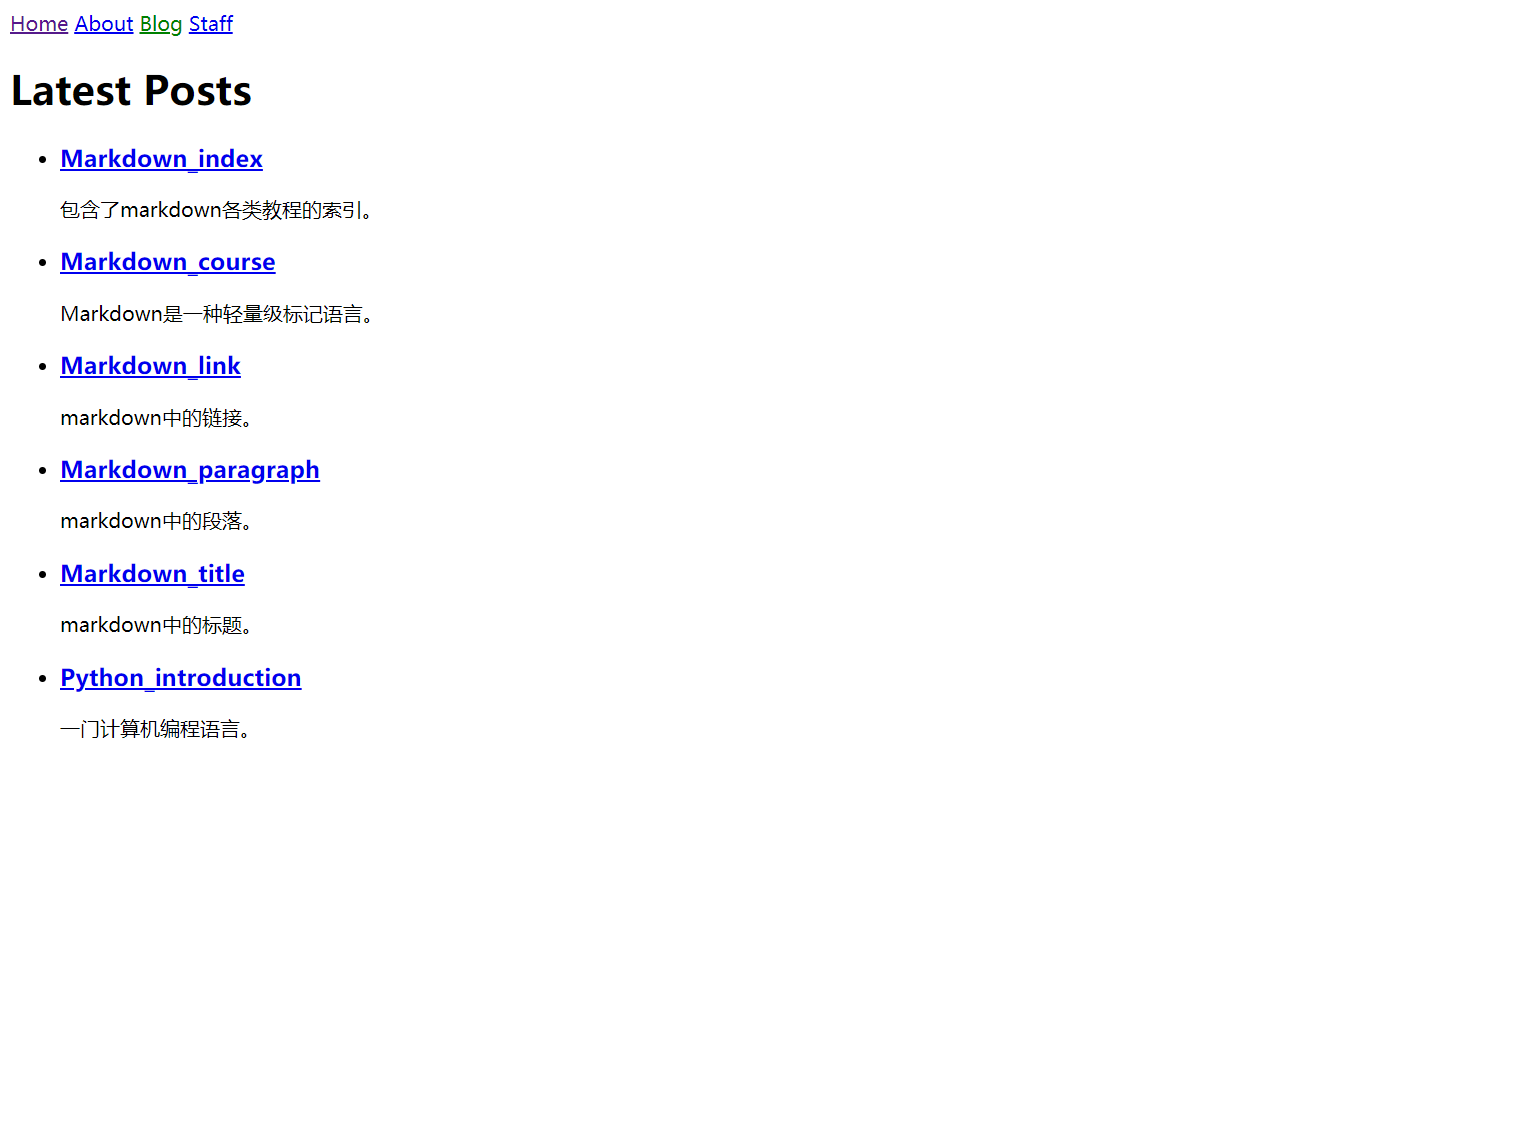 Home About Blog Staff
Latest Posts
Markdown_index
包含了markdown各类教程的索引。
Markdown_course
Markdown是一种轻量级标记语言。
Markdown_link
markdown中的链接。
Markdown_paragraph
markdown中的段落。
Markdown_title
markdown中的标题。
Python_introduction
一门计算机编程语言。